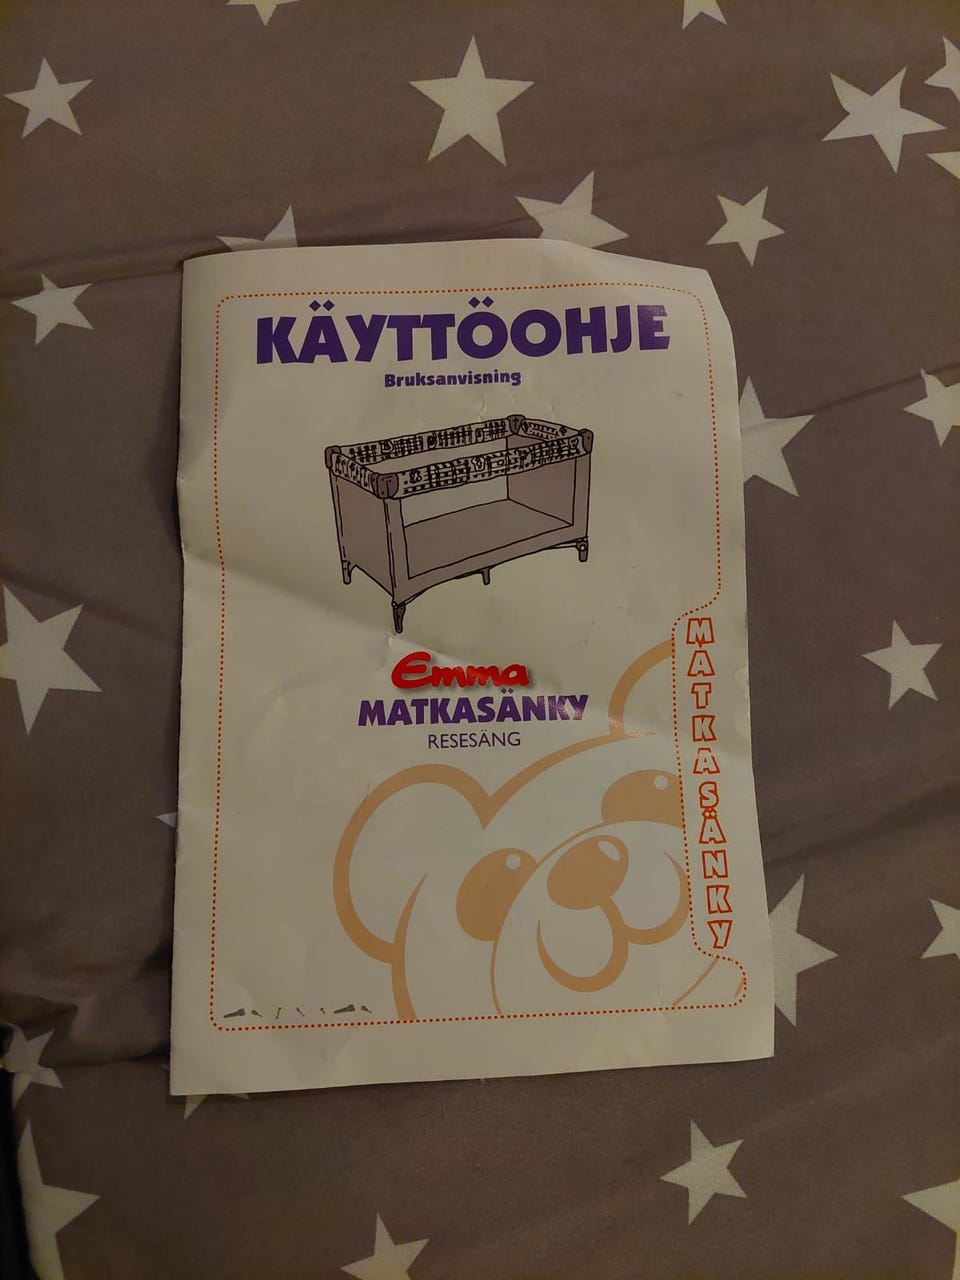 KÄYTTÖOHJE
Bruksanvisning
Emma
MATKASÄNKY
RESESÄNG
MATKASÄNKY